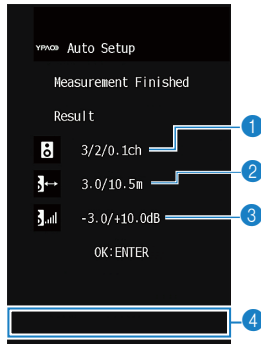 YPAO Auto Setup
Measurement Finished
Result
3/2/0.1ch
1
3.0/10.5m
2
-3.0/+10.0dB
3
OK:ENTER
4